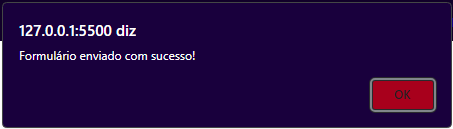 127.0.0.1:5500 diz
Formulário enviado com sucesso!
OK